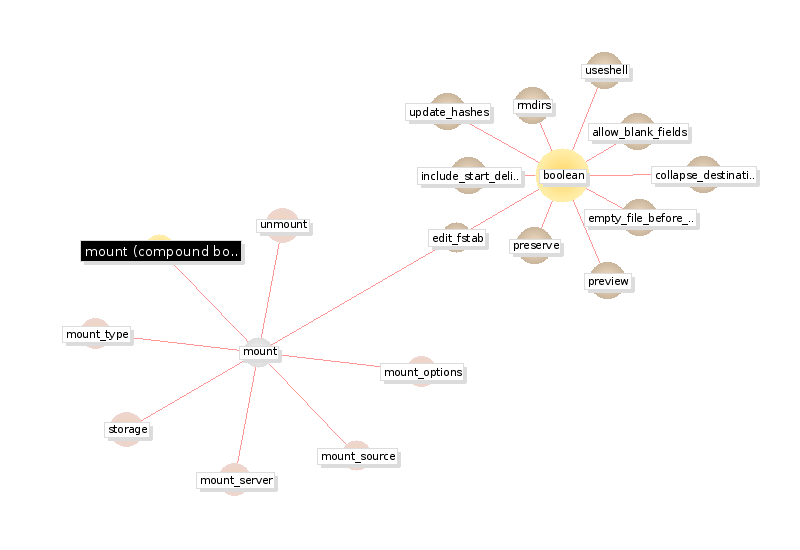 useshell
rmdirs
update_hashes
allow_blank_fields
include_start_deli..
boolean
collapse_destinati..
empty_file_before_..
unmount
edit_fstab
preserve
mount (compound bo..
preview
mount_type
mount
mount_options
storage
mount_source
mount_server